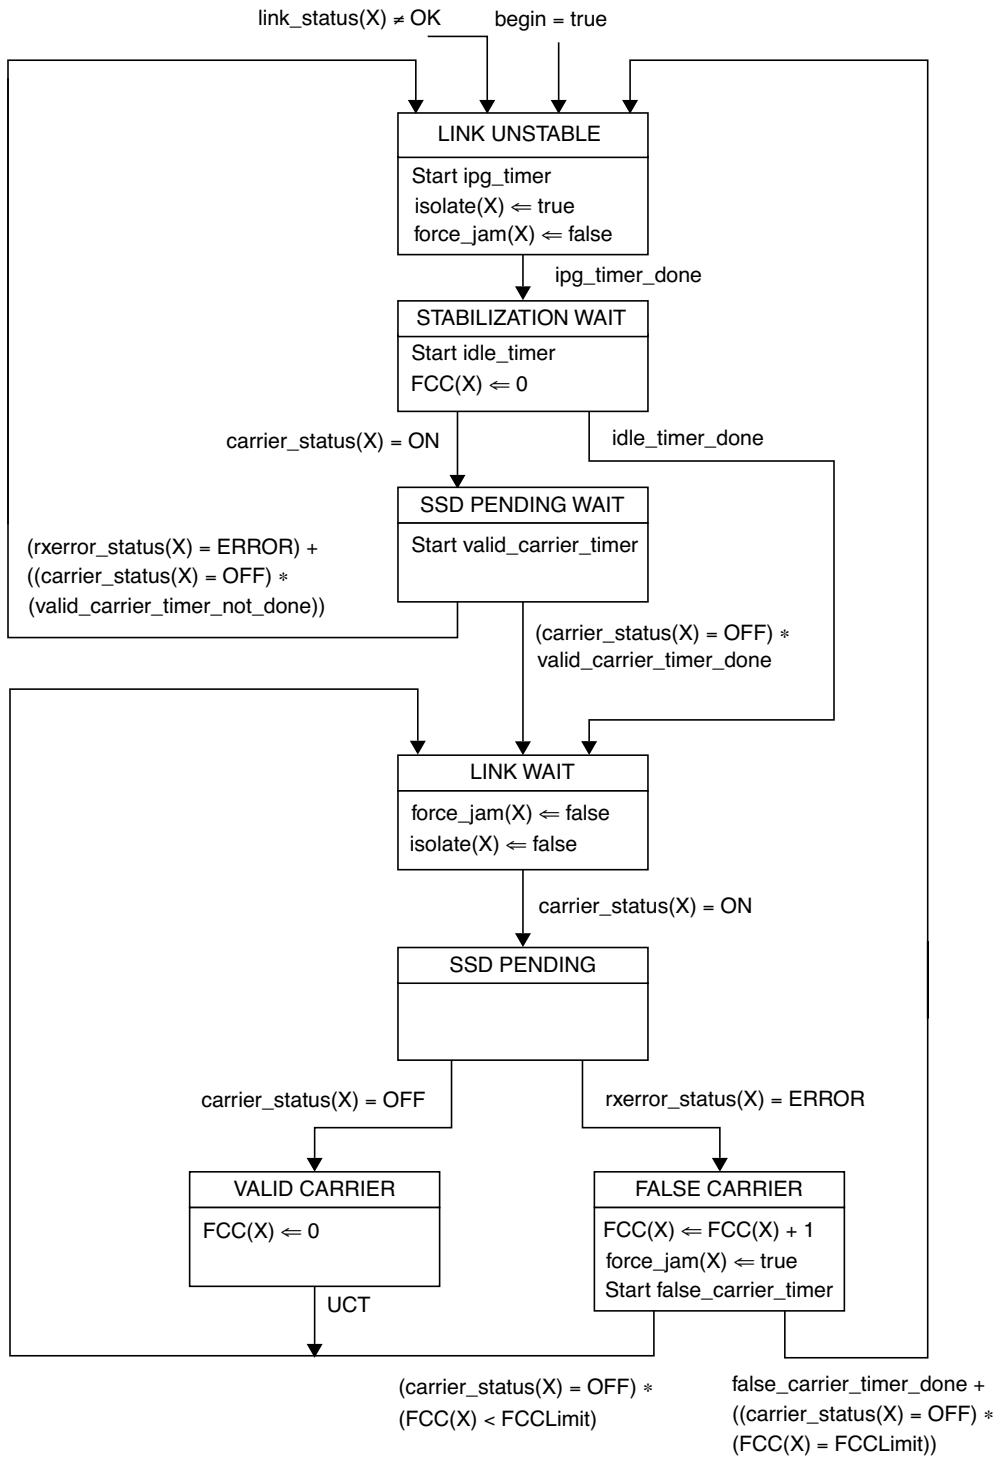 link_status(X) ≠ OK
begin = true
LINK UNSTABLE
Start ipg_timer
isolate(X) ⇐ true
force_jam(X) ⇐ false
ipg_timer_done
STABILIZATION WAIT
Start idle_timer
FCC(X) ⇐ 0
carrier_status(X) = ON
idle_timer_done
SSD PENDING WAIT
Start valid_carrier_timer
(rxerror_status(X) = ERROR) +
((carrier_status(X) = OFF) *
(valid_carrier_timer_not_done))
(carrier_status(X) = OFF) *
valid_carrier_timer_done
LINK WAIT
force_jam(X) ⇐ false
isolate(X) ⇐ false
carrier_status(X) = ON
SSD PENDING
carrier_status(X) = OFF
rxerror_status(X) = ERROR
VALID CARRIER
FCC(X) ⇐ 0
UCT
FALSE CARRIER
FCC(X) ⇐ FCC(X) + 1
force_jam(X) ⇐ true
Start false_carrier_timer
(carrier_status(X) = OFF) *
(FCC(X) < FCCLimit)
false_carrier_timer_done +
((carrier_status(X) = OFF) *
(FCC(X) = FCCLimit))